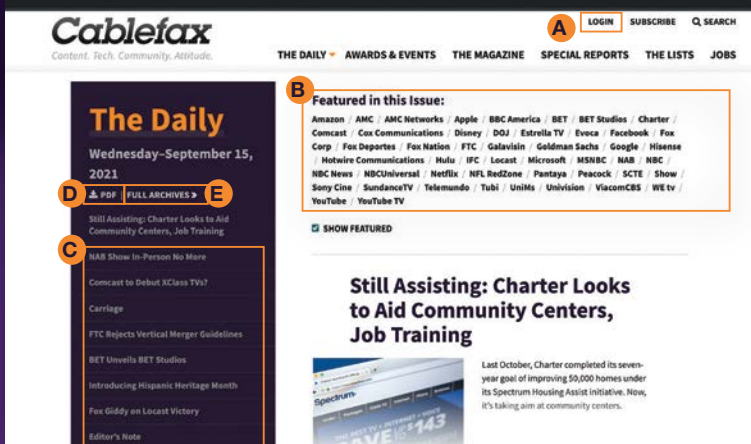 Cablefax
Content. Tech. Community. Attitude.
A
LOGIN SUBSCRIBE SEARCH
THE DAILY AWARDS & EVENTS THE MAGAZINE SPECIAL REPORTS THE LISTS JOBS
The Daily
Wednesday–September 15,
2021
D PDF FULL ARCHIVES E
Still Assisting: Charter Looks to Aid
Community Centers, Job Training
C
NAB Show In-Person No More
Comcast to Debut XClass TVs?
Carriage
FTC Rejects Vertical Merger Guidelines
BET Unveils BET Studios
Introducing Hispanic Heritage Month
Fox Giddy on Locast Victory
Editor's Note
B
Featured in this Issue:
Amazon / AMC / AMC Networks / Apple / BBC America / BET / BET Studios / Charter /
Comcast / Cox Communications / Disney / DOJ / Estrella TV / Evoca / Facebook / Fox
Corp / Fox Deportes / Fox Nation / FTC / Galavisin / Goldman Sachs / Google / Hisense
/ Hotwire Communications / Hulu / IFC / Locast / Microsoft / MSNBC / NAB / NBC /
NBC News / NBCUniversal / Netflix / NFL RedZone / Pantaya / Peacock / SCTE / Show /
Sony Cine / SundanceTV / Telemundo / Tubi / UniMs / Univision / ViacomCBS / WE tv /
YouTube / YouTube TV
SHOW FEATURED
Still Assisting: Charter Looks
to Aid Community Centers,
Job Training
Last October, Charter completed its seven-
year goal of improving 50,000 homes under
its Spectrum Housing Assist initiative. Now,
it's taking aim at community centers.
Spectrum
THE BEST TV + INTERNET + VOICE
SAVE UP $143